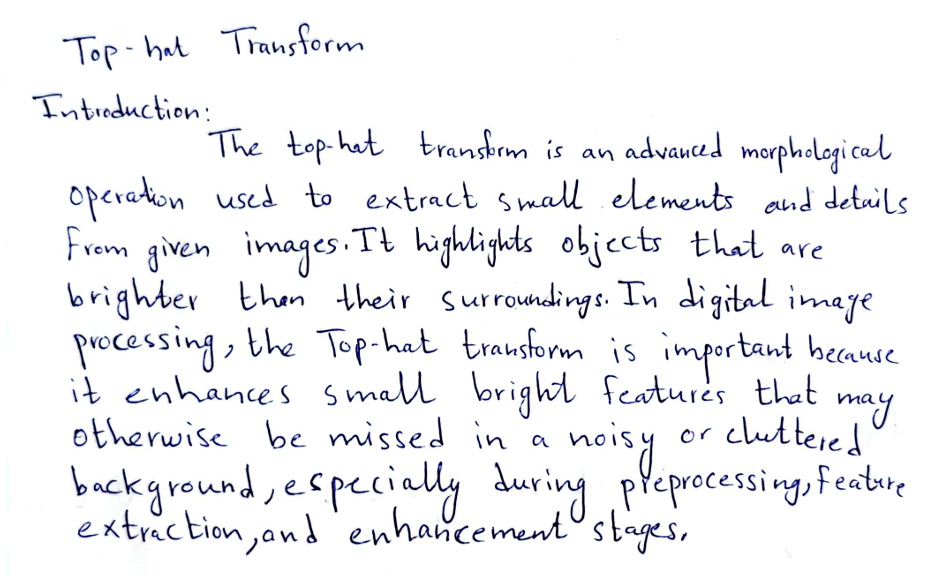 Top-hat Transform
Introduction:
The top-hat transform is an advanced morphological
operation used to extract small elements and details
from given images. It highlights objects that are
brighter then their surroundings. In digital image
processing, the Top-hat transform is important because
it enhances small bright features that may
otherwise be missed in a noisy or cluttered
background, especially during preprocessing, feature
extraction, and enhancement stages.